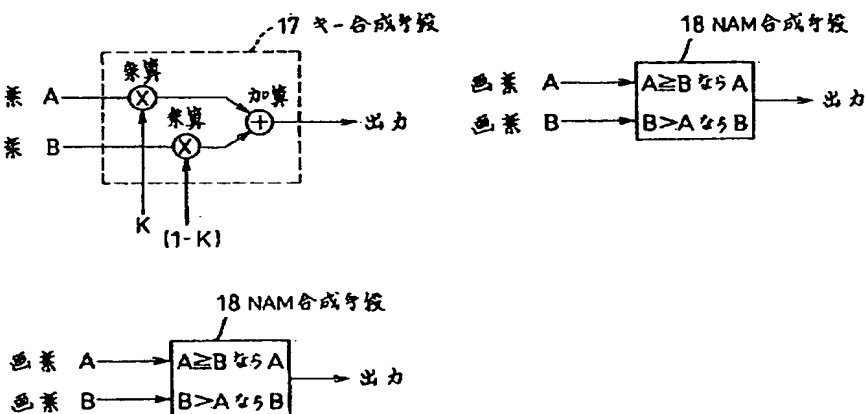 17 キー合成手段
乗算
加算
素 A
乗算
出力
素 B
K
(1-K)
18 NAM合成手段
画素 A
A≧BならA
出力
画素 B
B>AならB
18 NAM合成手段
画素 A
A≧BならA
出力
画素 B
B>AならB